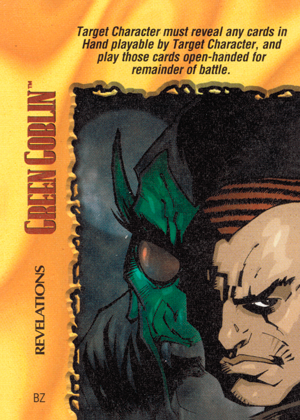 Target Character must reveal any cards in
Hand playable by Target Character, and
play those cards open-handed for
remainder of battle.
GREEN GOBLIN™
REVELATIONS
BZ